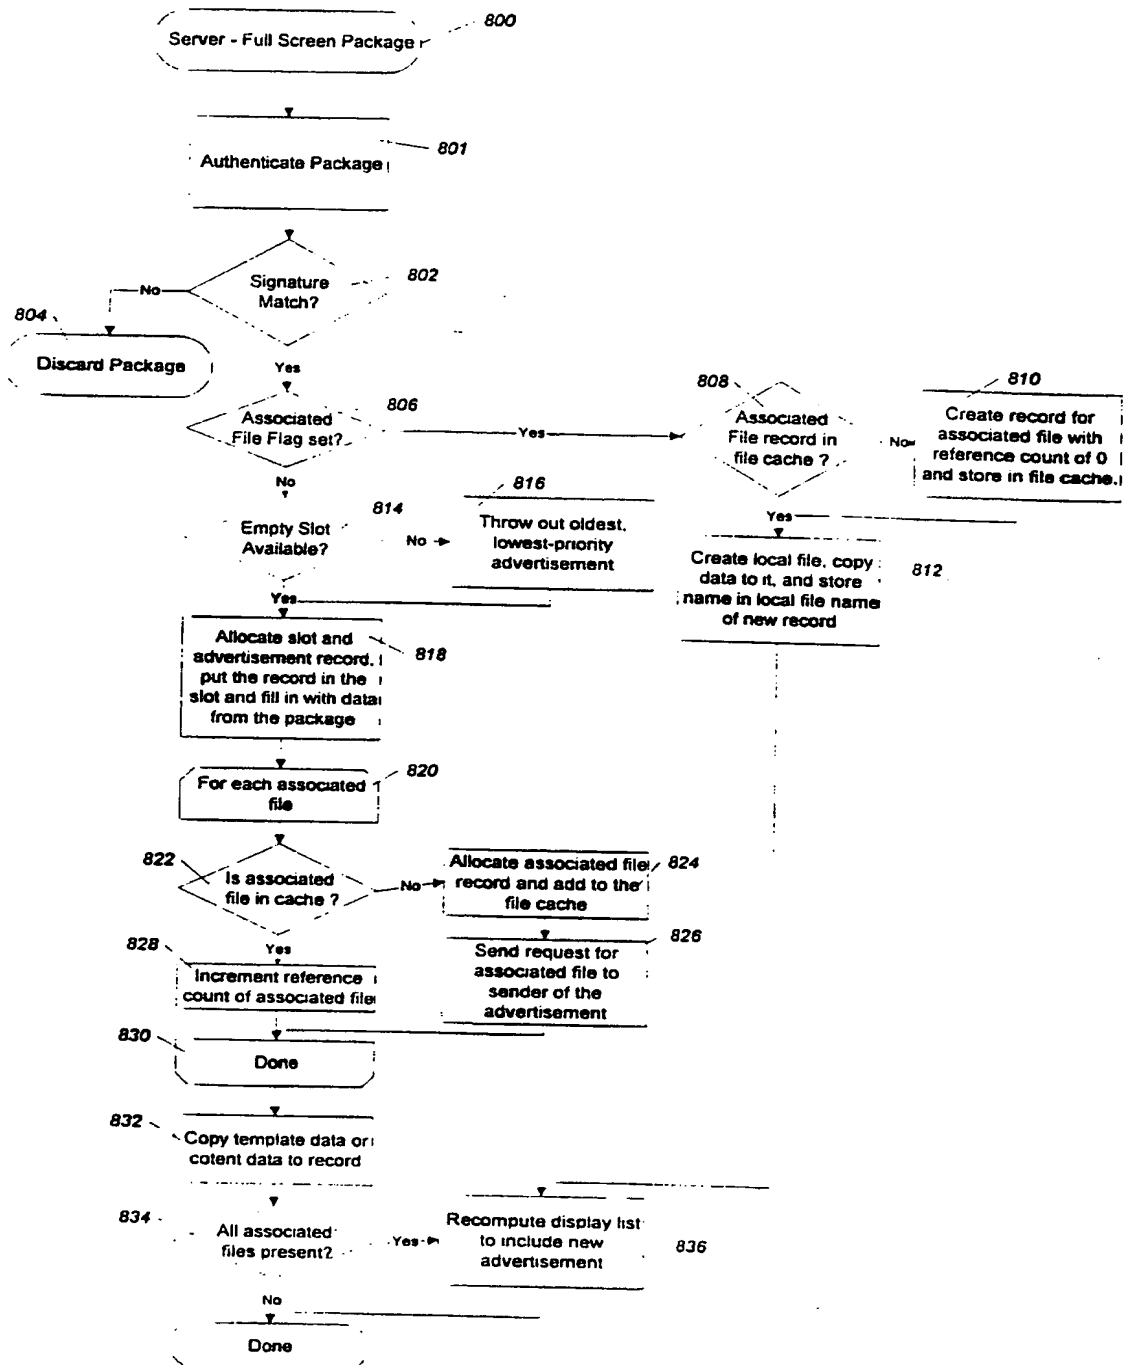 800
Server - Full Screen Package
801
Authenticate Package
802
Signature
Match?
No
804
Discard Package
Yes
806
Associated
File Flag set?
Yes
808
Associated
File record in
file cache ?
No
810
Create record for
associated file with
reference count of 0
and store in file cache.
Yes
812
Create local file, copy
data to it, and store
name in local file name
of new record
No
814
Empty Slot
Available?
No
816
Throw out oldest,
lowest-priority
advertisement
Yes
818
Allocate slot and
advertisement record,
put the record in the
slot and fill in with data
from the package
820
For each associated
file
822
Is associated
file in cache ?
No
824
Allocate associated file
record and add to the
file cache
826
Send request for
associated file to
sender of the
advertisement
Yes
828
Increment reference
count of associated file
830
Done
832
Copy template data or
cotent data to record
834
All associated
files present?
Yes
836
Recompute display list
to include new
advertisement
No
Done